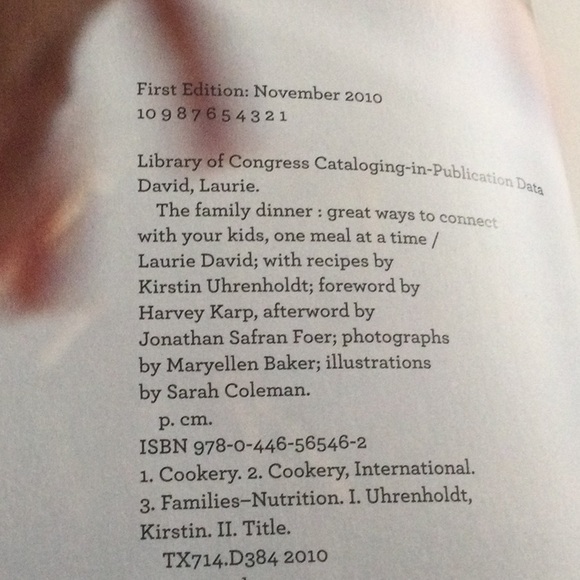 First Edition: November 2010
10 9 8 7 6 5 4 3 2 1
Library of Congress Cataloging-in-Publication Data
David, Laurie.
The family dinner : great ways to connect
with your kids, one meal at a time /
Laurie David; with recipes by
Kirstin Uhrenholdt; foreword by
Harvey Karp, afterword by
Jonathan Safran Foer; photographs
by Maryellen Baker; illustrations
by Sarah Coleman.
p. cm.
ISBN 978-0-446-56546-2
1. Cookery. 2. Cookery, International.
3. Families–Nutrition. I. Uhrenholdt,
Kirstin. II. Title.
TX714.D384 2010